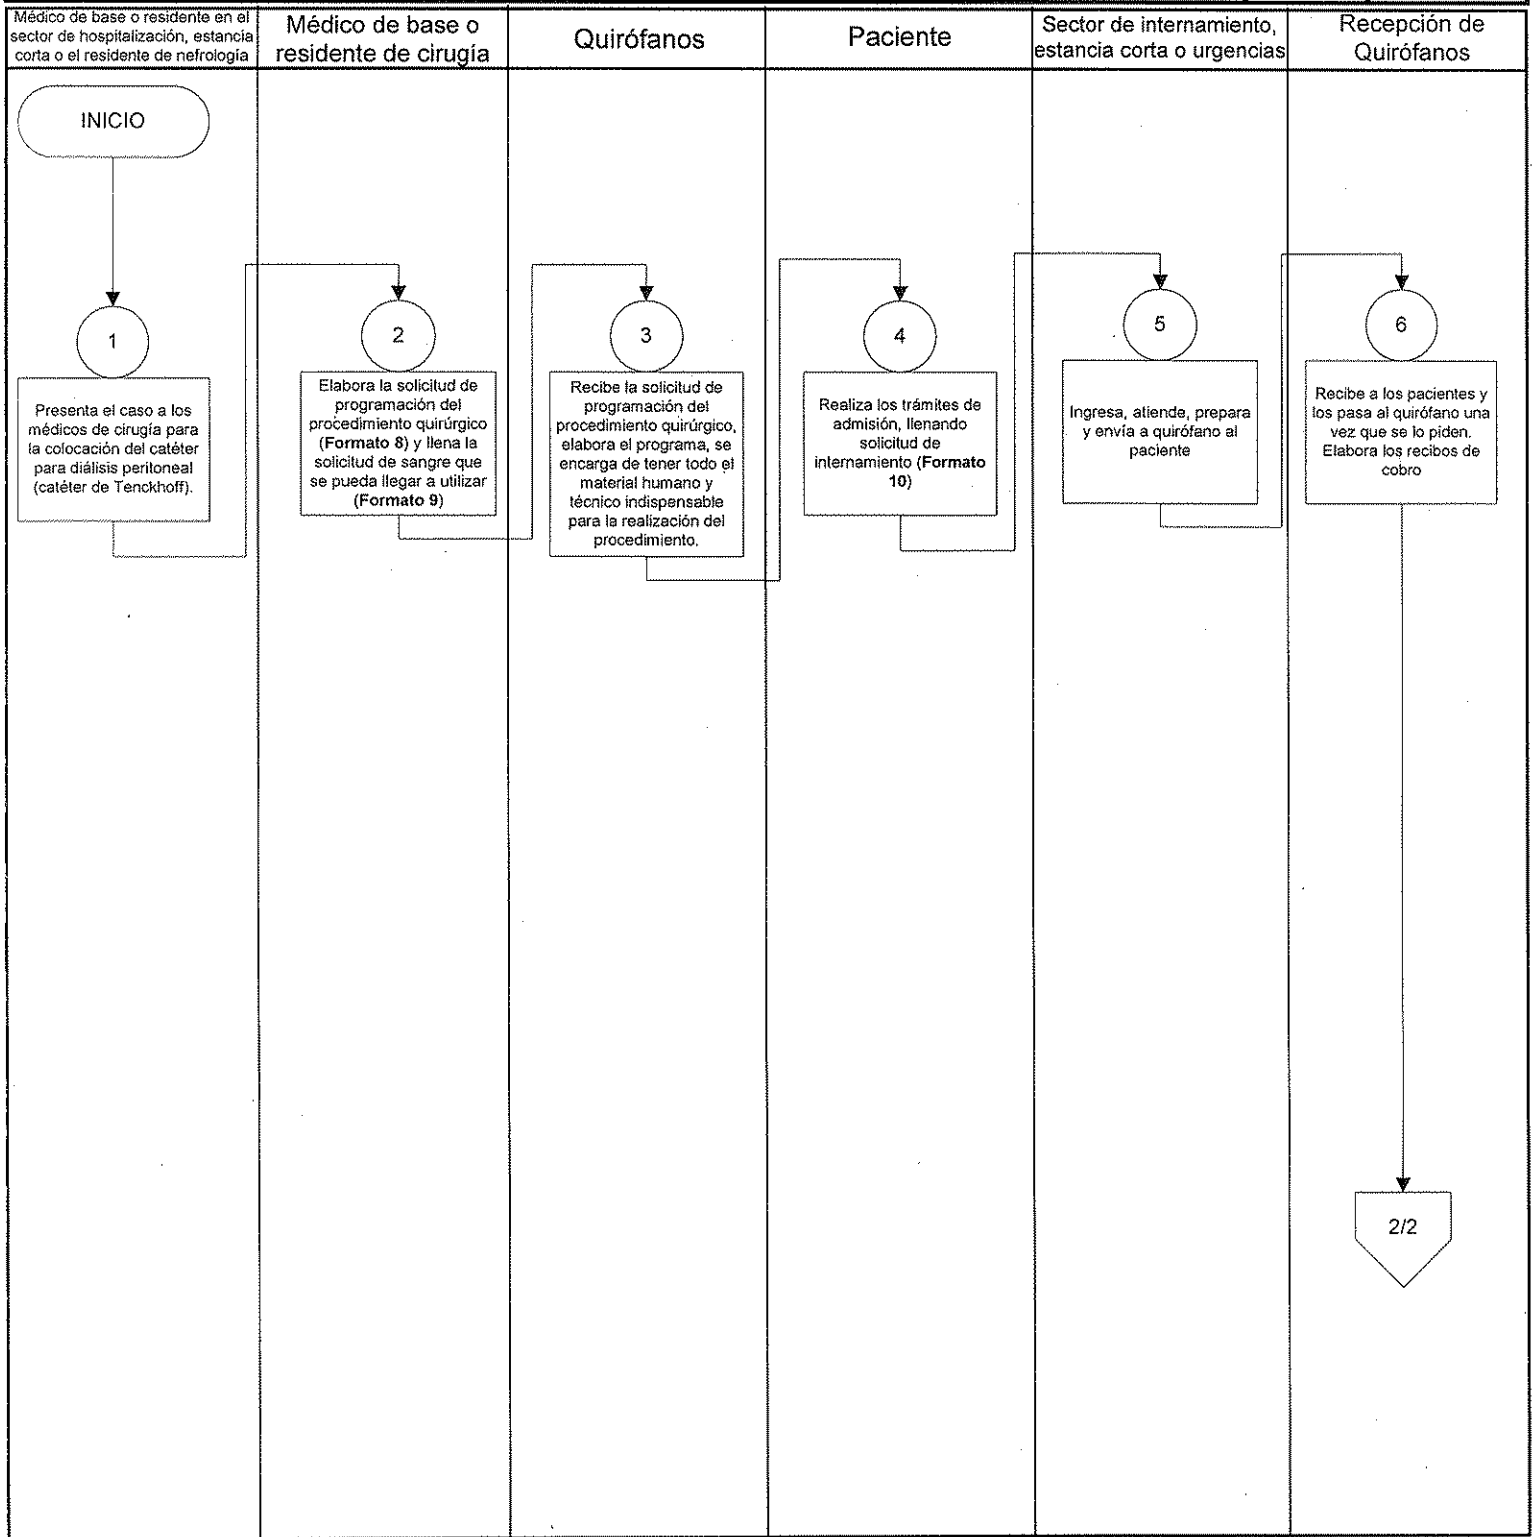 Médico de base o residente en el
sector de hospitalización, estancia
corta o el residente de nefrología
Médico de base o
residente de cirugía
Quirófanos
Paciente
Sector de internamiento,
estancia corta o urgencias
Recepción de
Quirófanos
INICIO
1
Presenta el caso a los
médicos de cirugía para
la colocación del catéter
para diálisis peritoneal
(catéter de Tenckhoff).
2
Elabora la solicitud de
programación del
procedimiento quirúrgico
(Formato 8) y llena la
solicitud de sangre que
se pueda llegar a utilizar
(Formato 9)
3
Recibe la solicitud de
programación del
procedimiento quirúrgico,
elabora el programa, se
encarga de tener todo el
material humano y
técnico indispensable
para la realización del
procedimiento.
4
Realiza los trámites de
admisión, llenando
solicitud de
internamiento (Formato
10)
5
Ingresa, atiende, prepara
y envía a quirófano al
paciente
6
Recibe a los pacientes y
los pasa al quirófano una
vez que se lo piden.
Elabora los recibos de
cobro
2/2